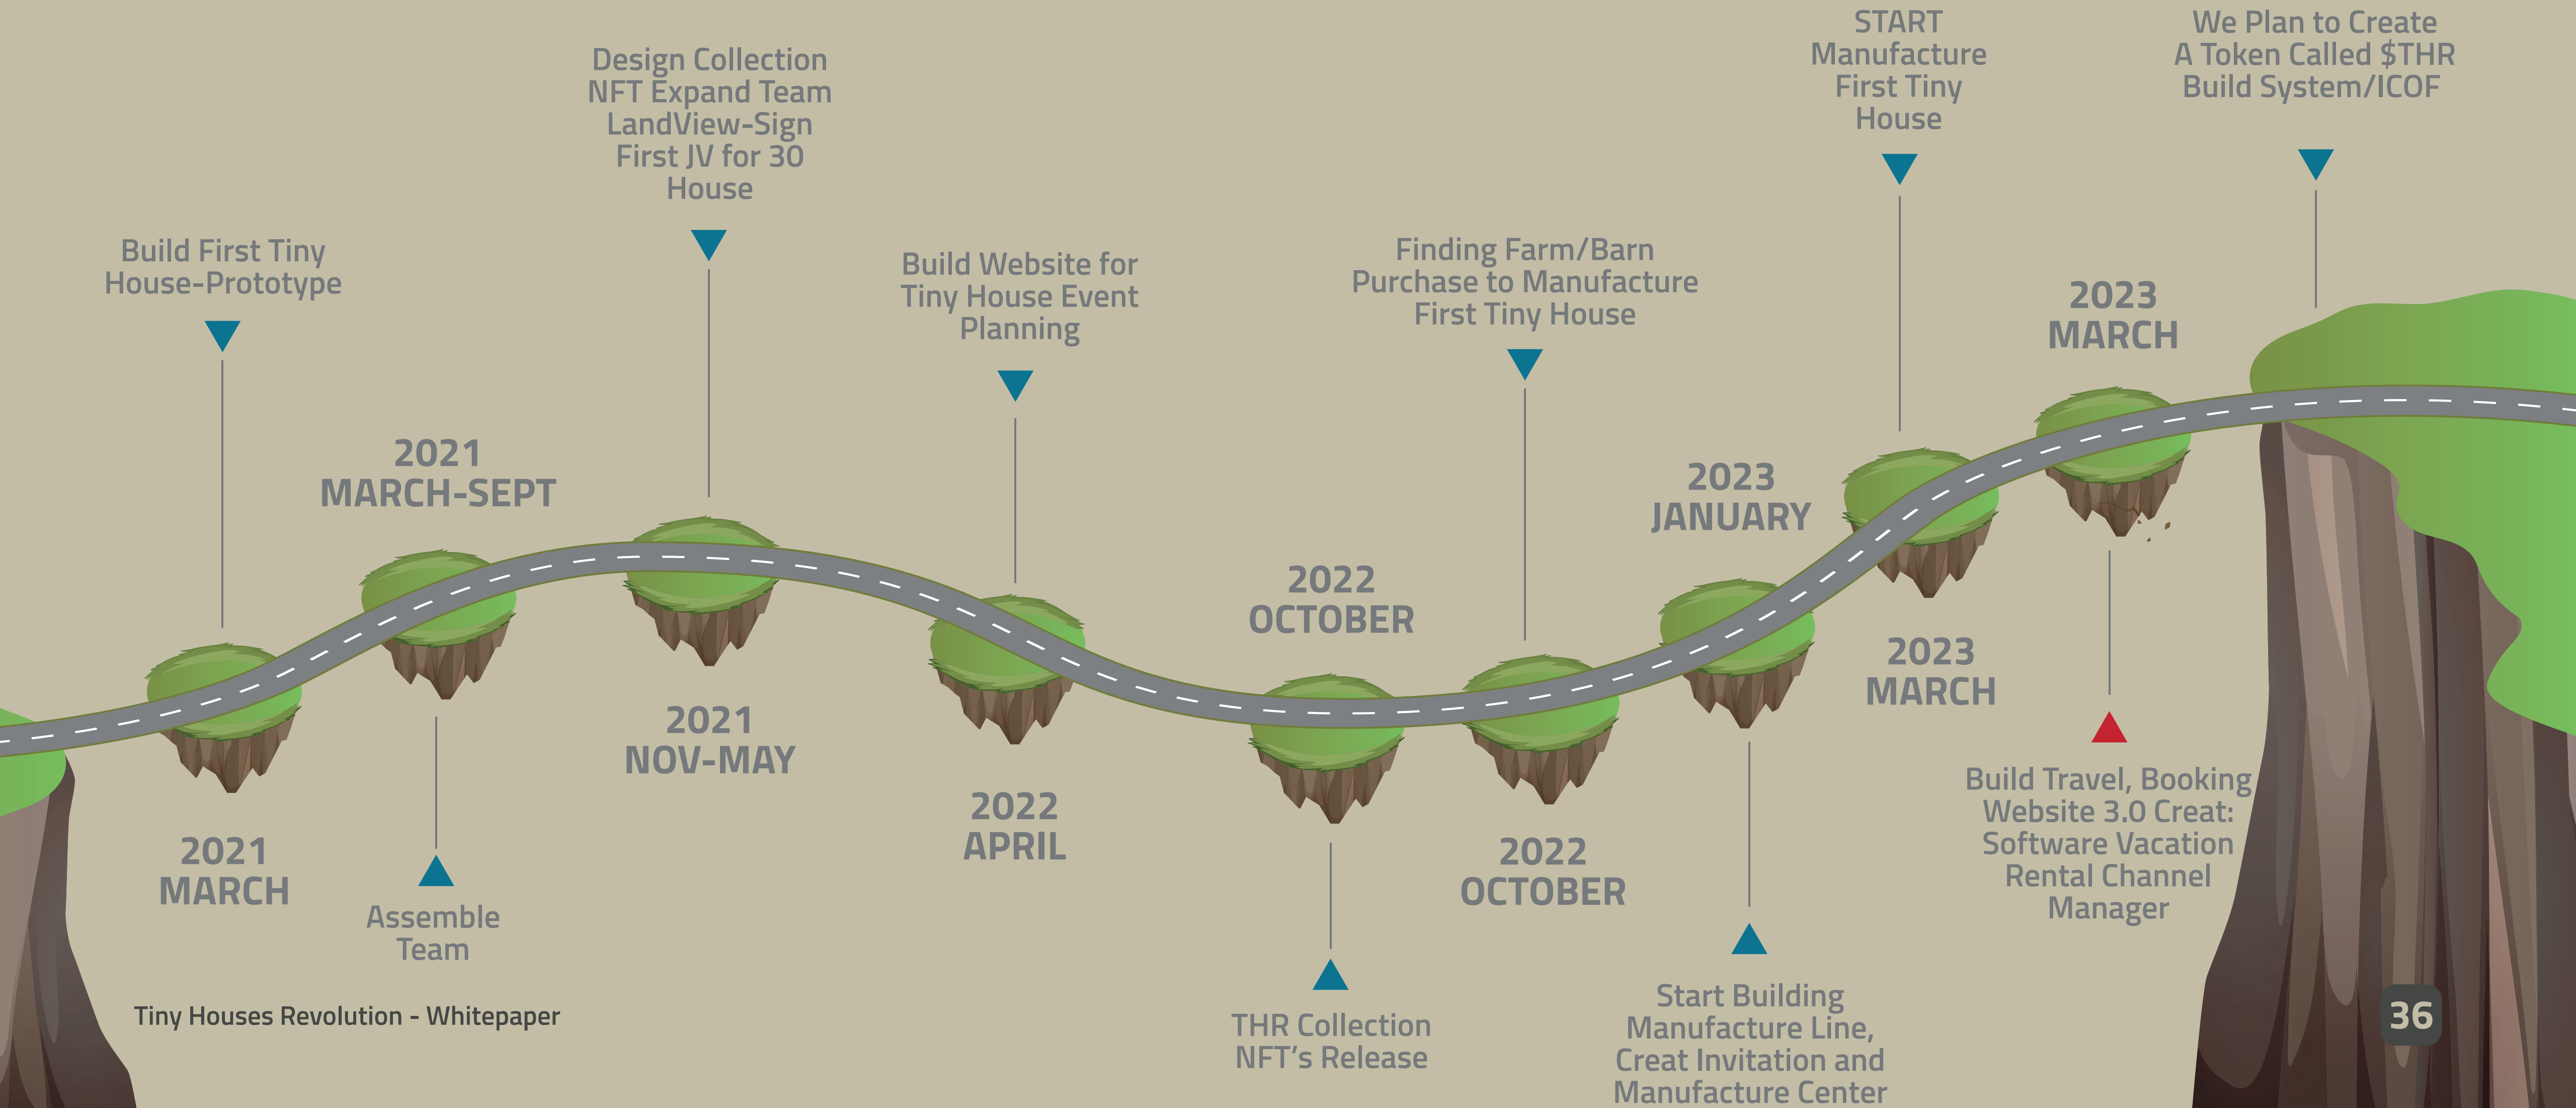 Build First Tiny
House-Prototype
2021
MARCH
2021
MARCH-SEPT
Assemble
Team
Design Collection
NFT Expand Team
LandView-Sign
First JV for 30
House
2021
NOV-MAY
Build Website for
Tiny House Event
Planning
2022
APRIL
2022
OCTOBER
THR Collection
NFT’s Release
Finding Farm/Barn
Purchase to Manufacture
First Tiny House
2022
OCTOBER
2023
JANUARY
Start Building
Manufacture Line,
Creat Invitation and
Manufacture Center
START
Manufacture
First Tiny
House
2023
MARCH
2023
MARCH
Build Travel, Booking
Website 3.0 Creat:
Software Vacation
Rental Channel
Manager
We Plan to Create
A Token Called $THR
Build System/ICOF
Tiny Houses Revolution - Whitepaper
36